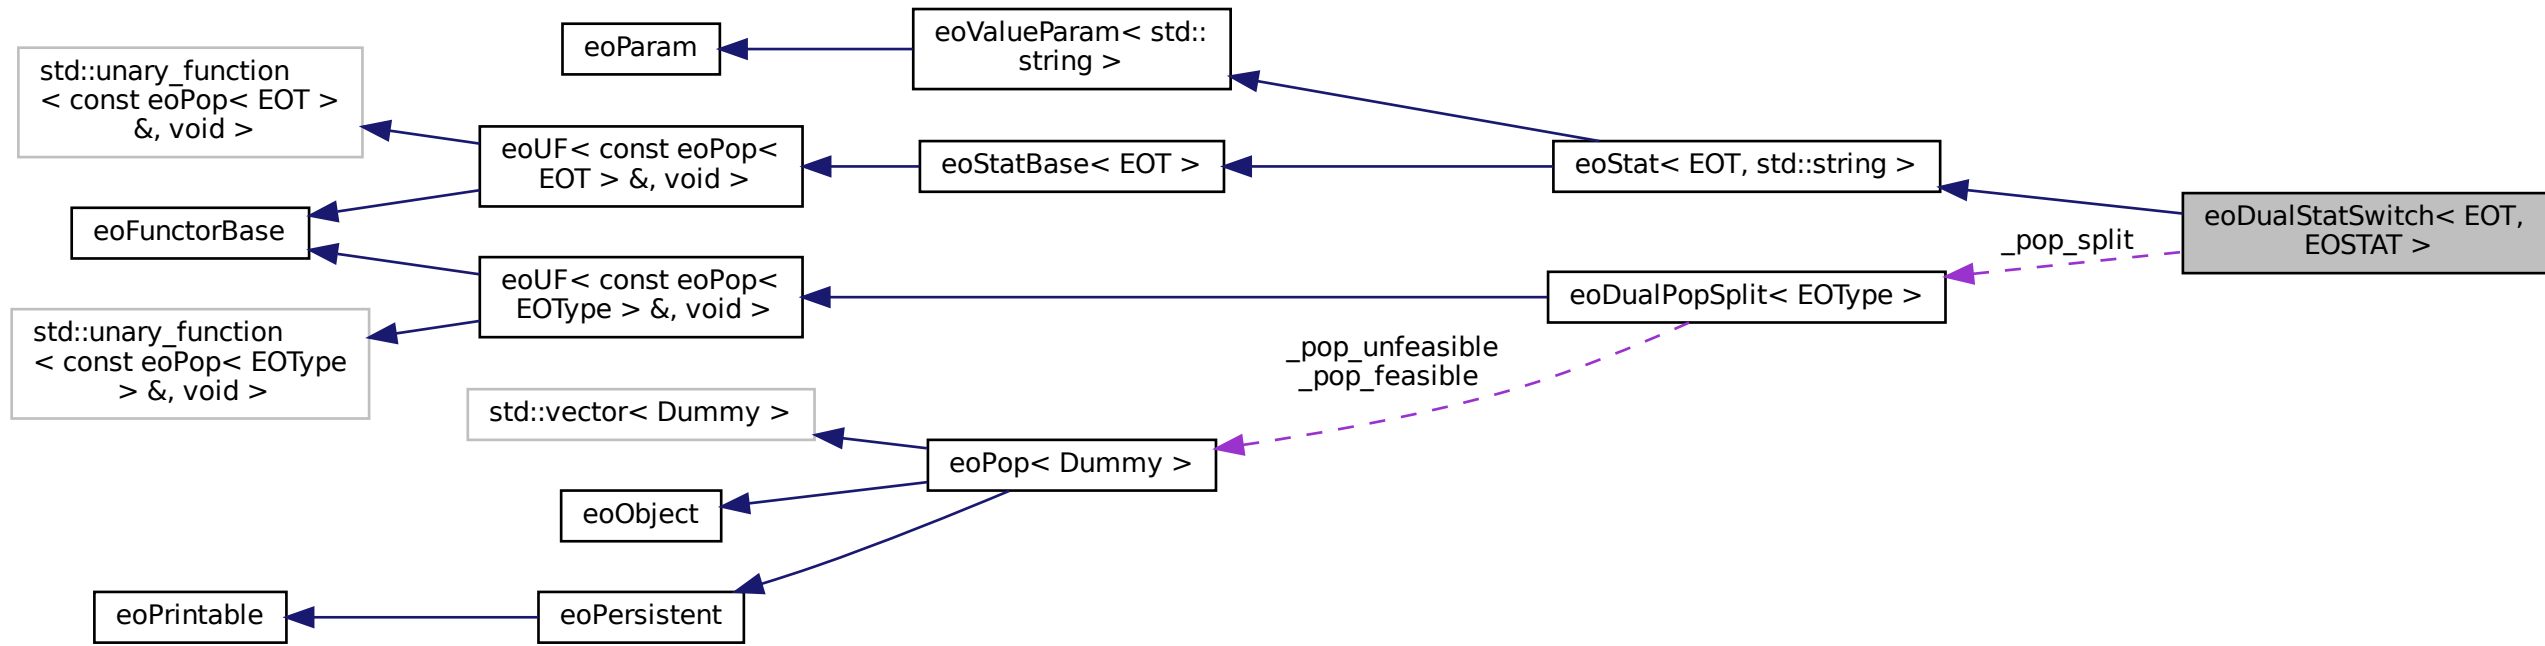 eoParam
eoValueParam< std::
string >
std::unary_function
< const eoPop< EOT >
&, void >
eoUF< const eoPop<
EOT > &, void >
eoStatBase< EOT >
eoStat< EOT, std::string >
eoFunctorBase
eoDualStatSwitch< EOT,
EOSTAT >
_pop_split
eoUF< const eoPop<
EOType > &, void >
eoDualPopSplit< EOType >
std::unary_function
< const eoPop< EOType
> &, void >
_pop_unfeasible
_pop_feasible
std::vector< Dummy >
eoPop< Dummy >
eoObject
eoPrintable
eoPersistent